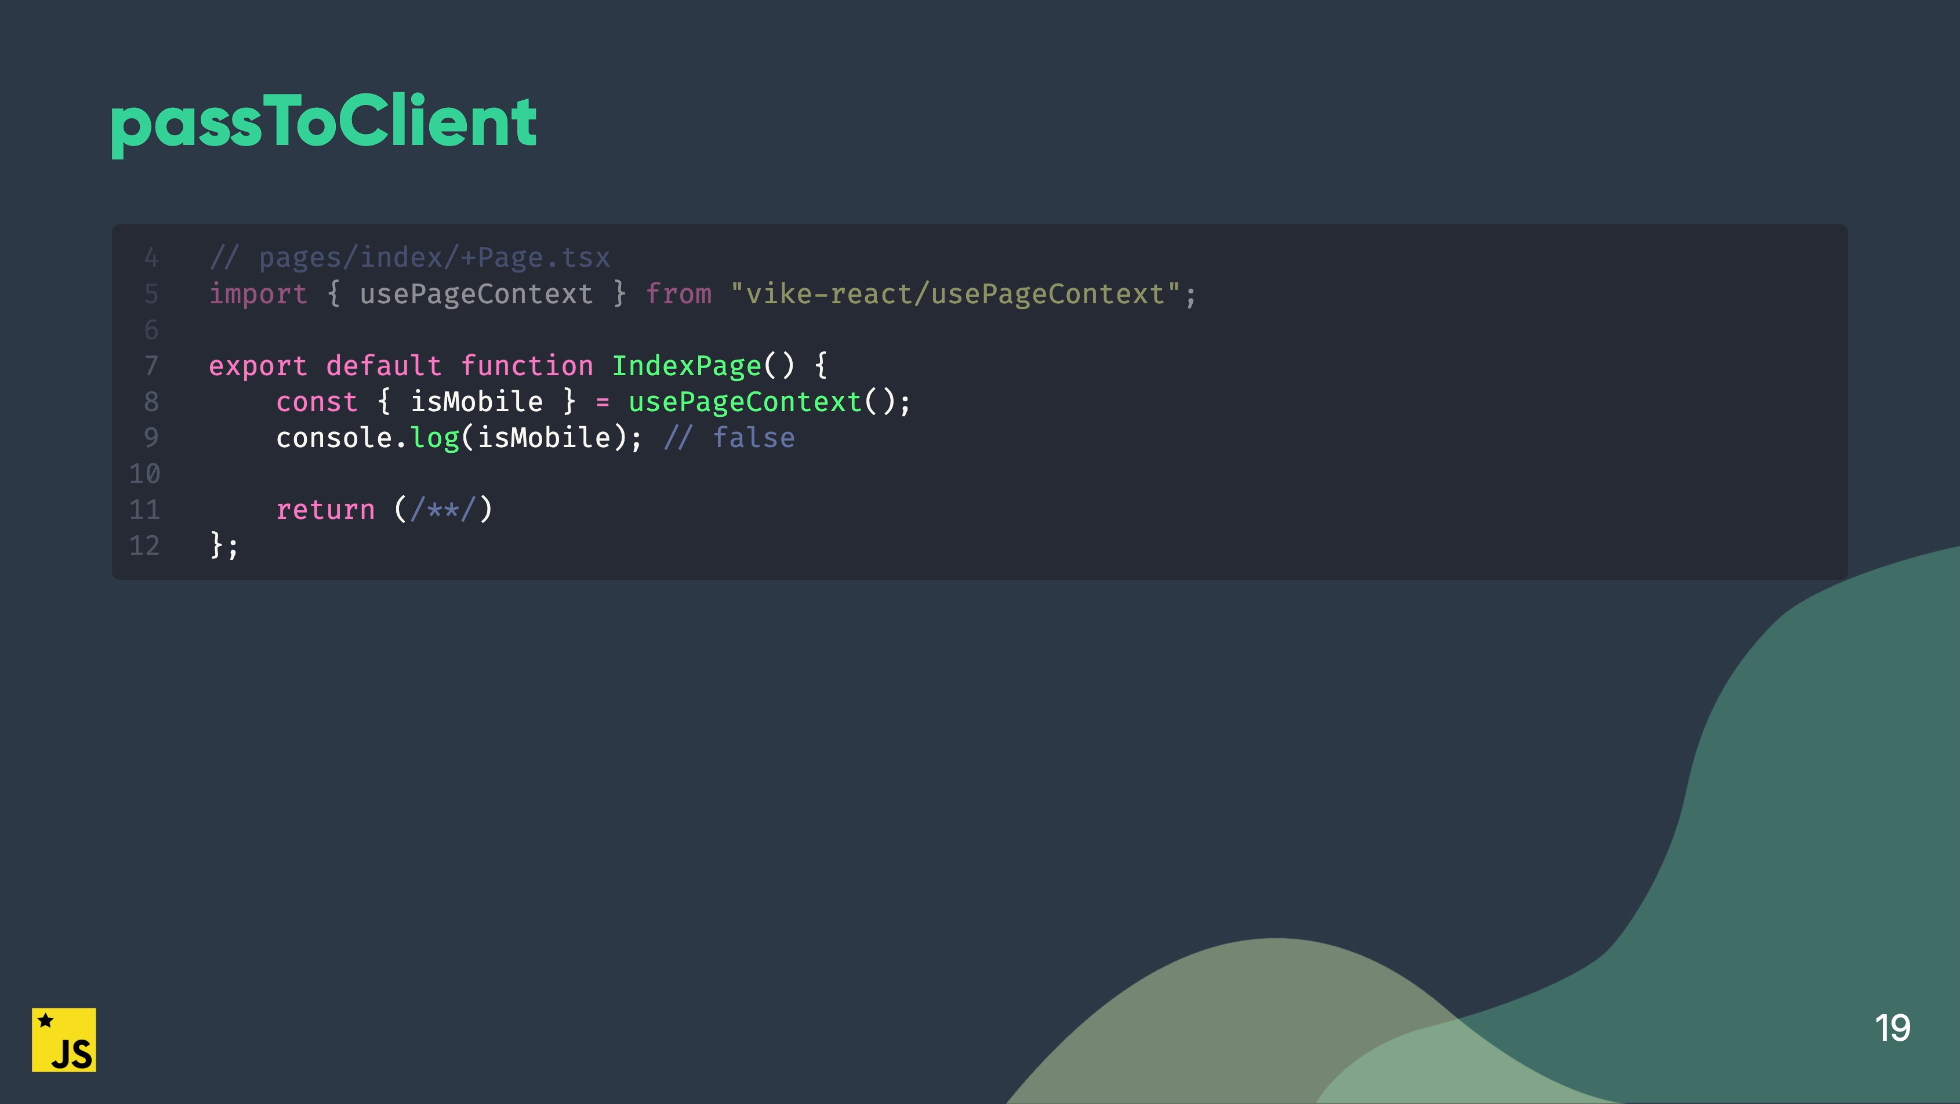 passToClient
4 // pages/index/+Page.tsx
5 import { usePageContext } from "vike-react/usePageContext";
6
7 export default function IndexPage() {
8     const { isMobile } = usePageContext();
9     console.log(isMobile); // false
10
11     return (/**/)
12 };
JS
19